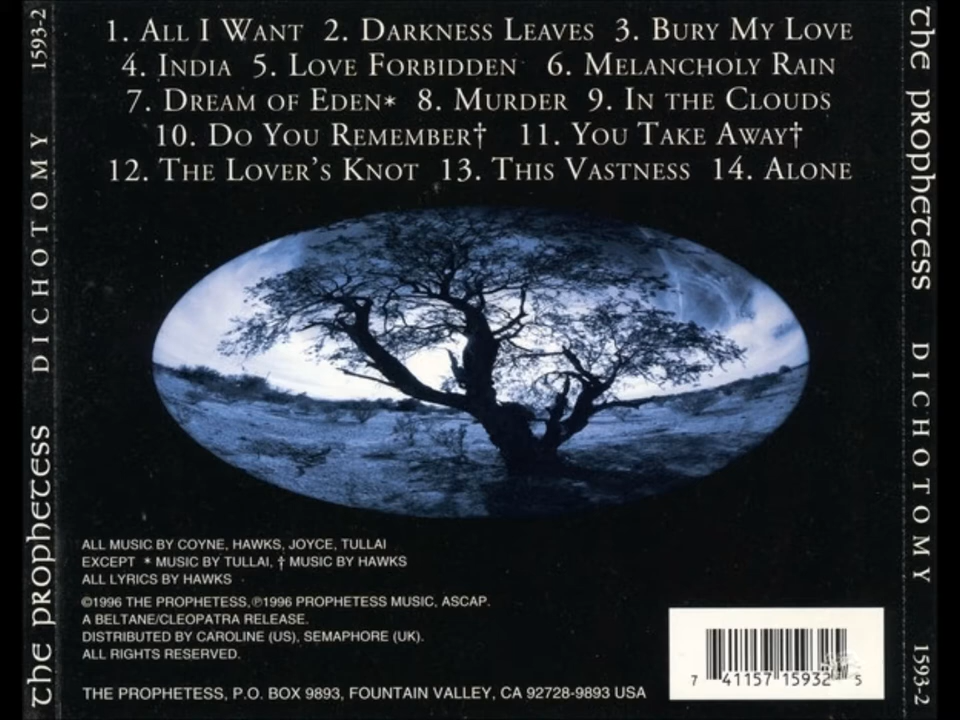 1. ALL I WANT 2. DARKNESS LEAVES 3. BURY MY LOVE
4. INDIA 5. LOVE FORBIDDEN 6. MELANCHOLY RAIN
7. DREAM OF EDEN* 8. MURDER 9. IN THE CLOUDS
10. DO YOU REMEMBER† 11. YOU TAKE AWAY†
12. THE LOVER'S KNOT 13. THIS VASTNESS 14. ALONE
ALL MUSIC BY COYNE, HAWKS, JOYCE, TULLAI
EXCEPT * MUSIC BY TULLAI, † MUSIC BY HAWKS
ALL LYRICS BY HAWKS
©1996 THE PROPHETESS, ℗1996 PROPHETESS MUSIC, ASCAP.
A BELTANE/CLEOPATRA RELEASE.
DISTRIBUTED BY CAROLINE (US), SEMAPHORE (UK).
ALL RIGHTS RESERVED.
THE PROPHETESS, P.O. BOX 9893, FOUNTAIN VALLEY, CA 92728-9893 USA
7 41157 15932 5
the prophetess DICHOTOMY 1593-2
the prophetess DICHOTOMY 1593-2